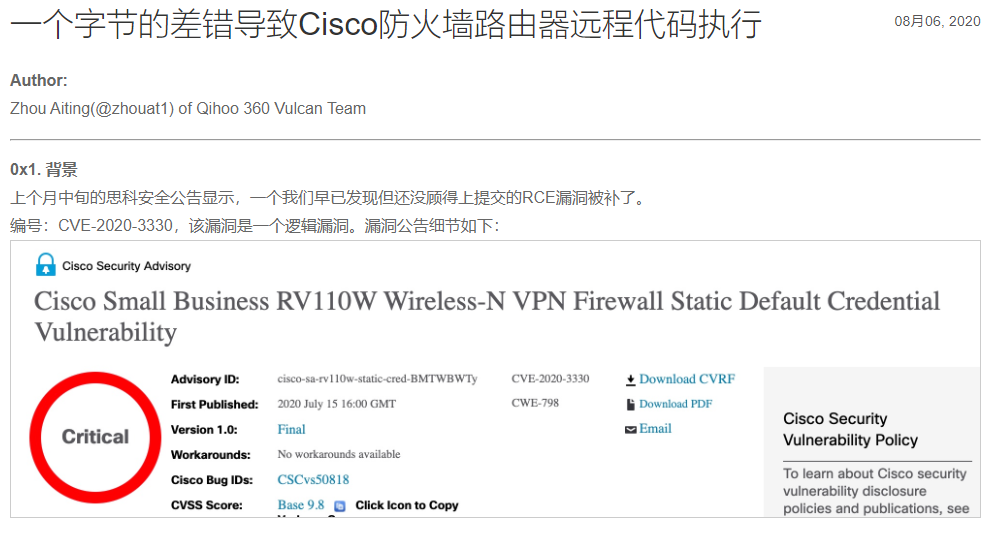 一个字节的差错导致Cisco防火墙路由器远程代码执行
08月06, 2020
Author:
Zhou Aiting(@zhouat1) of Qihoo 360 Vulcan Team
0x1. 背景
上个月中旬的思科安全公告显示，一个我们早已发现但还没顾得上提交的RCE漏洞被补了。
编号：CVE-2020-3330，该漏洞是一个逻辑漏洞。漏洞公告细节如下：
Cisco Security Advisory
Cisco Small Business RV110W Wireless-N VPN Firewall Static Default Credential
Vulnerability
Critical
Advisory ID: cisco-sa-rv110w-static-cred-BMTWBWTy CVE-2020-3330 Download CVRF
First Published: 2020 July 15 16:00 GMT CWE-798 Download PDF
Version 1.0: Final Email
Workarounds: No workarounds available
Cisco Bug IDs: CSCvs50818
CVSS Score: Base 9.8 Click Icon to Copy
Cisco Security
Vulnerability Policy
To learn about Cisco security
vulnerability disclosure
policies and publications, see